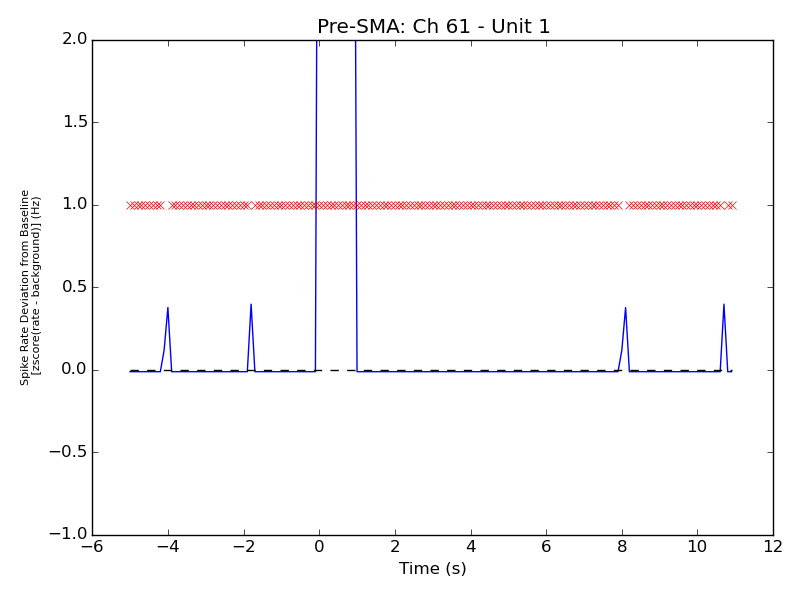 Pre-SMA: Ch 61 - Unit 1
2.0
1.5
1.0
0.5
0.0
−0.5
−1.0
Spike Rate Deviation from Baseline
[zscore(rate - background)] (Hz)
−6 −4 −2 0 2 4 6 8 10 12
Time (s)